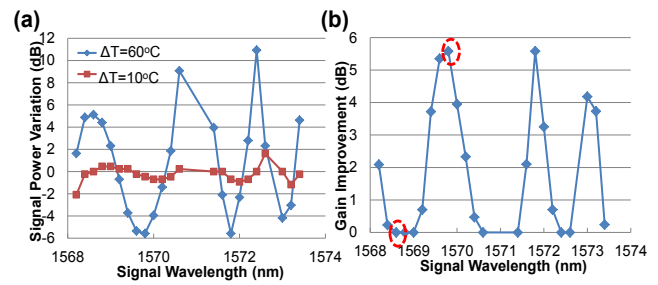 (a)
Signal Power Variation (dB)
12
10
8
6
4
2
0
-2
-4
-6
ΔT=60ᵒC
ΔT=10ᵒC
1568 1570 1572 1574
Signal Wavelength (nm)
(b)
Gain Improvement (dB)
6
5
4
3
2
1
0
1568 1569 1570 1571 1572 1573 1574
Signal Wavelength (nm)